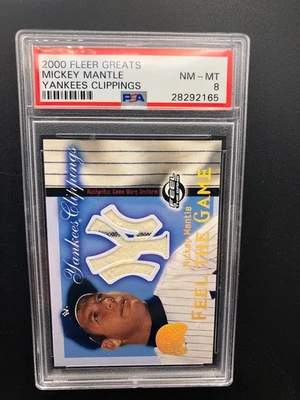 2000 FLEER GREATS
MICKEY MANTLE
YANKEES CLIPPINGS
NM - MT
8
PSA
28292165
Yankees Clippings
Authentic Game Worn Uniform
NY
Mickey Mantle
FEEL THE GAME